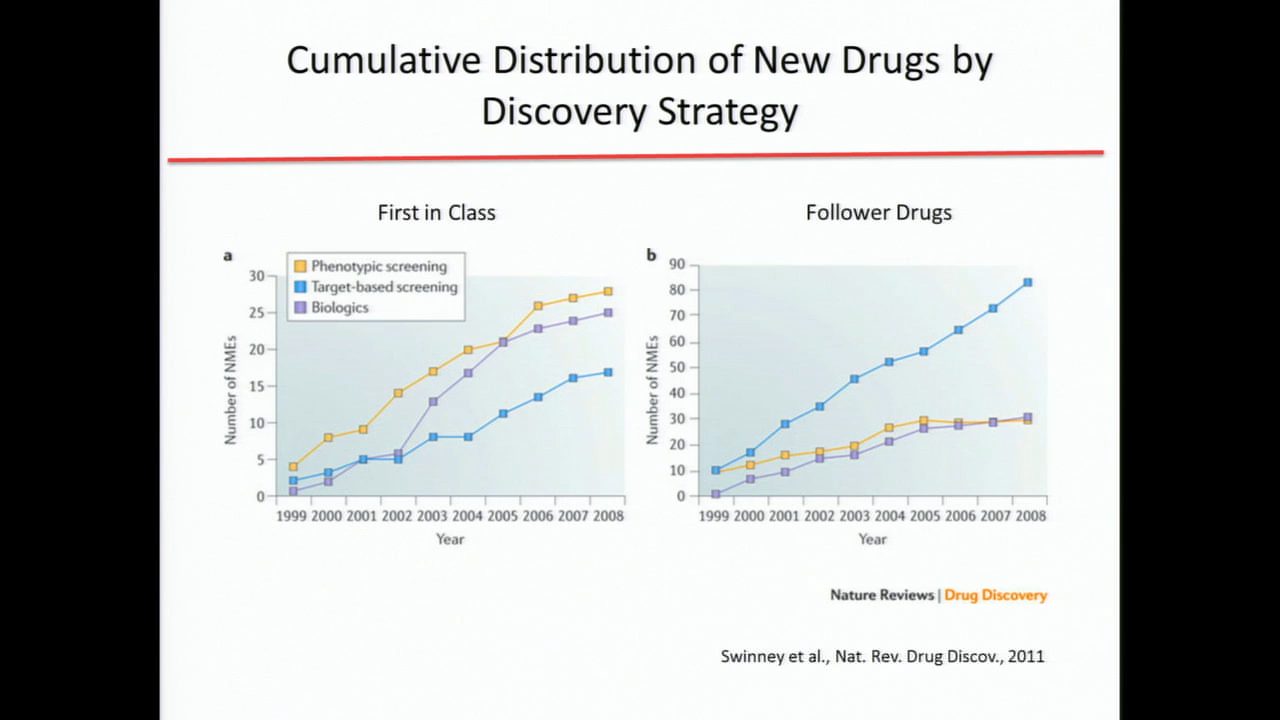 Cumulative Distribution of New Drugs by
Discovery Strategy
First in Class
a
Phenotypic screening
Target-based screening
Biologics
30
25
20
15
10
5
0
Number of NMEs
1999 2000 2001 2002 2003 2004 2005 2006 2007 2008
Year
Follower Drugs
b
90
80
70
60
50
40
30
20
10
0
Number of NMEs
1999 2000 2001 2002 2003 2004 2005 2006 2007 2008
Year
Nature Reviews | Drug Discovery
Swinney et al., Nat. Rev. Drug Discov., 2011